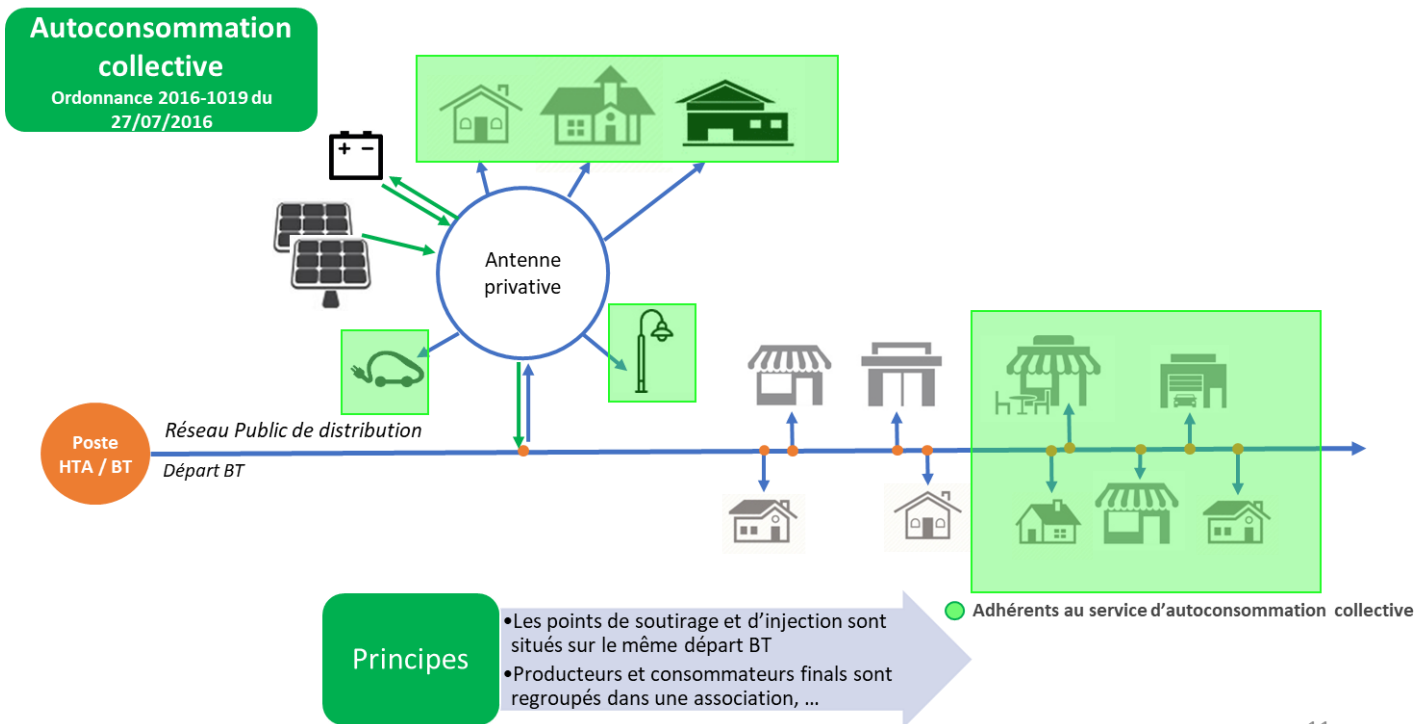 Autoconsommation
collective
Ordonnance 2016-1019 du
27/07/2016
+ −
Antenne
privative
Poste
HTA / BT
Réseau Public de distribution
Départ BT
Adhérents au service d'autoconsommation collective
Principes
•Les points de soutirage et d'injection sont
situés sur le même départ BT
•Producteurs et consommateurs finals sont
regroupés dans une association, ...